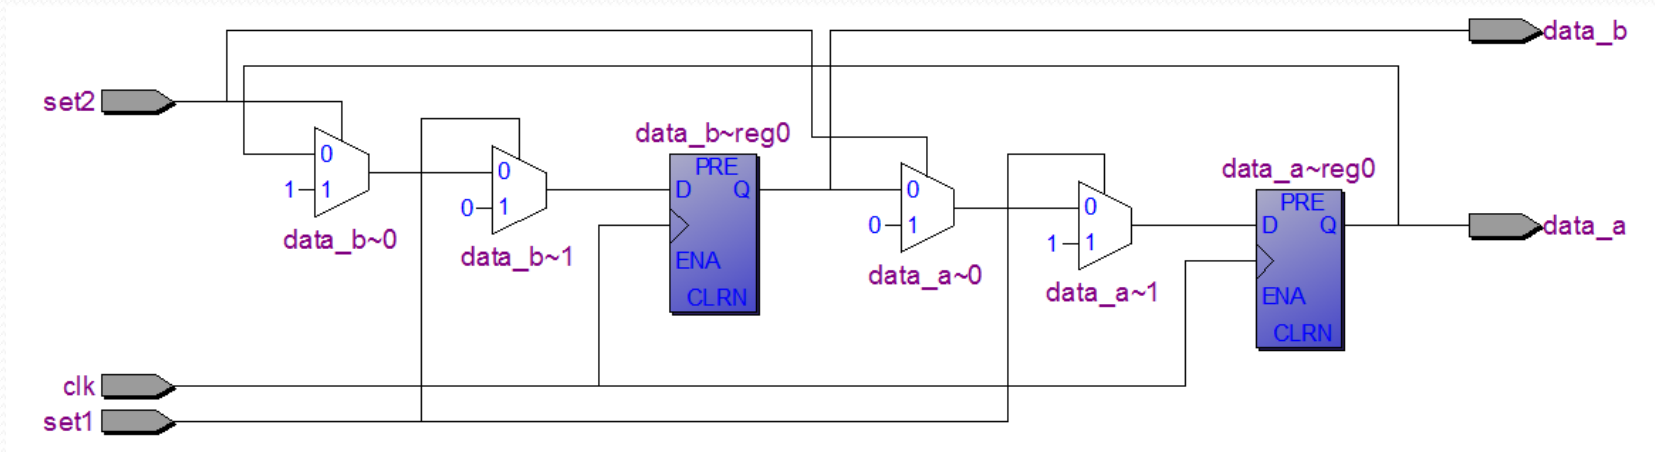 data_b
set2
0
1 1
data_b~0
0
0 1
data_b~1
data_b~reg0
PRE
D Q
ENA
CLRN
0
0 1
data_a~0
0
1 1
data_a~1
data_a~reg0
PRE
D Q
ENA
CLRN
data_a
clk
set1